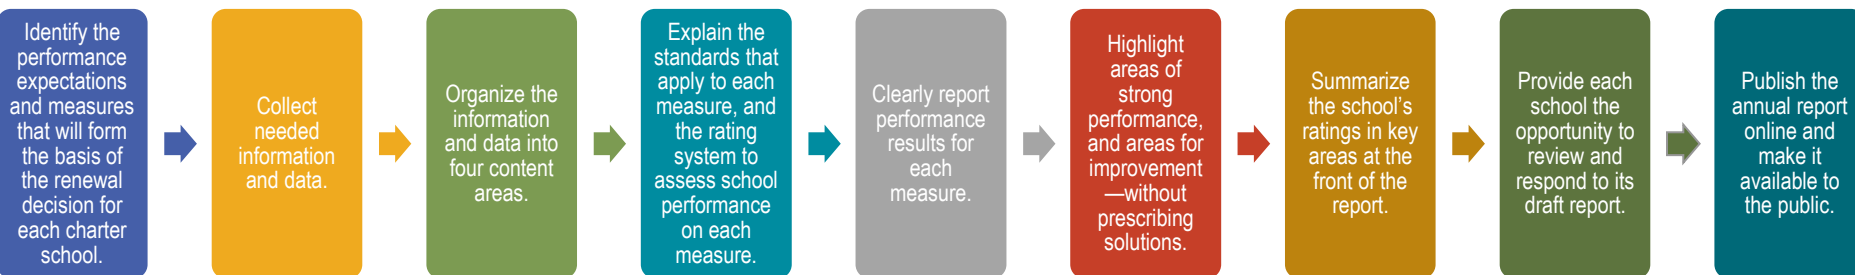 Identify the
performance
expectations
and measures
that will form
the basis of
the renewal
decision for
each charter
school.
Collect
needed
information
and data.
Organize the
information
and data into
four content
areas.
Explain the
standards that
apply to each
measure, and
the rating
system to
assess school
performance
on each
measure.
Clearly report
performance
results for
each
measure.
Highlight
areas of
strong
performance,
and areas for
improvement
—without
prescribing
solutions.
Summarize
the school’s
ratings in key
areas at the
front of the
report.
Provide each
school the
opportunity to
review and
respond to its
draft report.
Publish the
annual report
online and
make it
available to
the public.